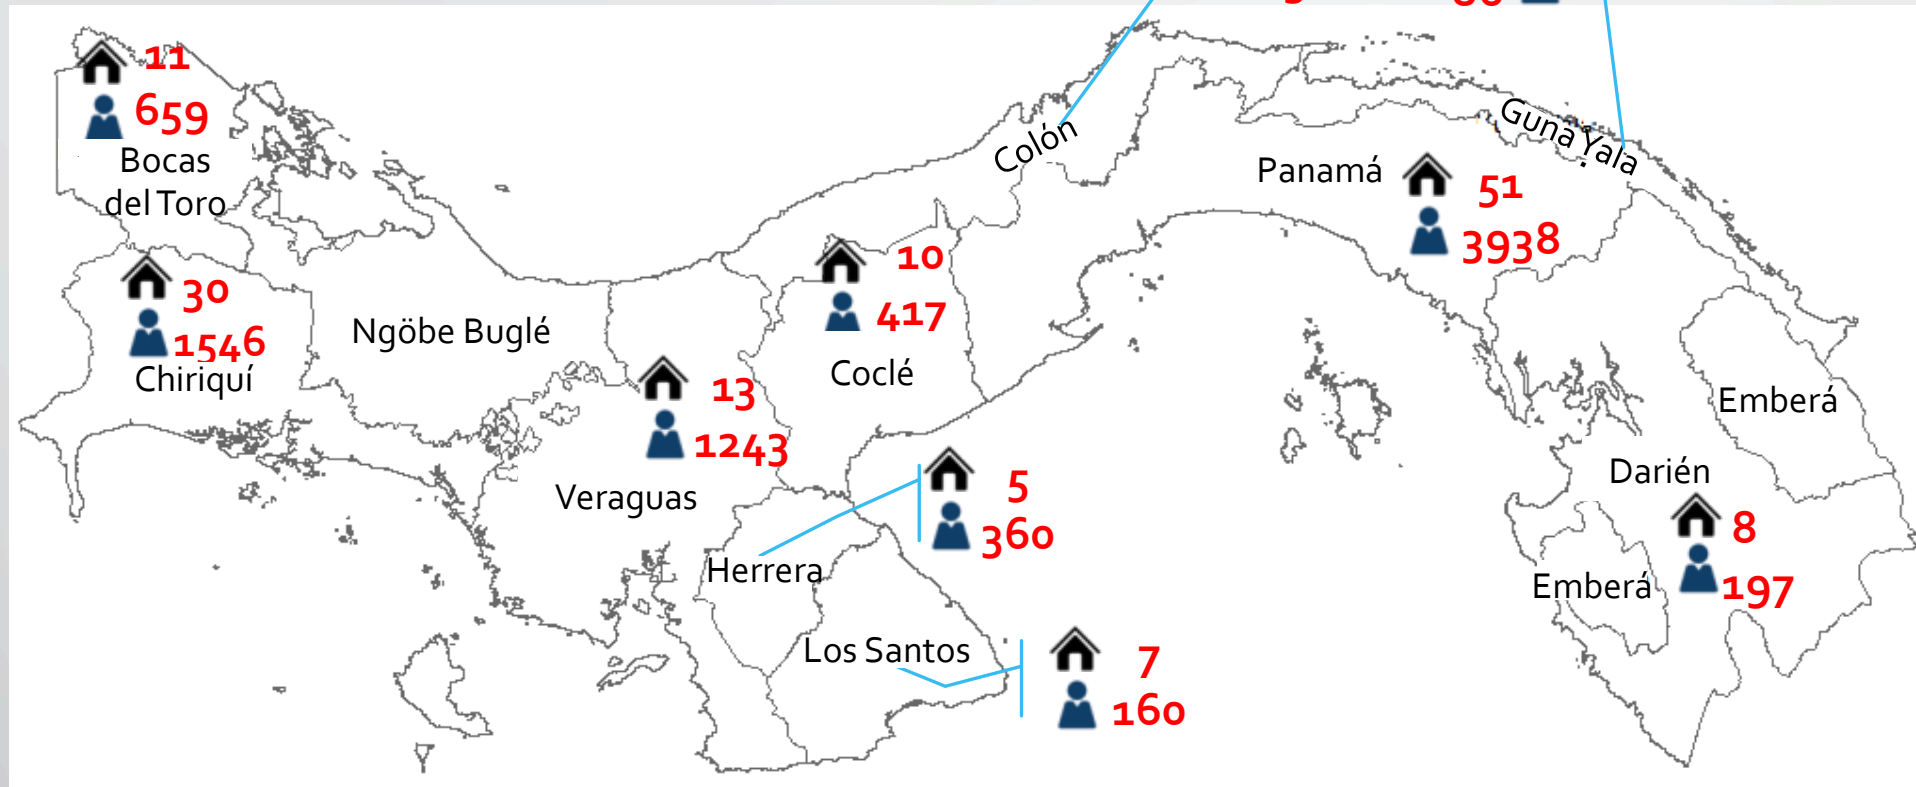 11
659
Bocas
del Toro
30
1546
Chiriquí
Ngöbe Buglé
13
1243
Veraguas
10
417
Coclé
Colón
Panamá
51
3938
Guna Yala
5
360
Herrera
Los Santos
7
160
Emberá
Darién
8
197
Emberá